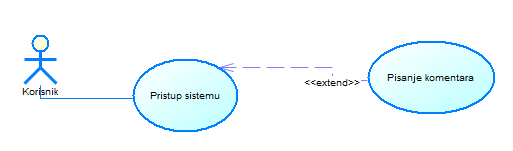 Korisnik
Pristup sistemu
<<extend>>
Pisanje komentara